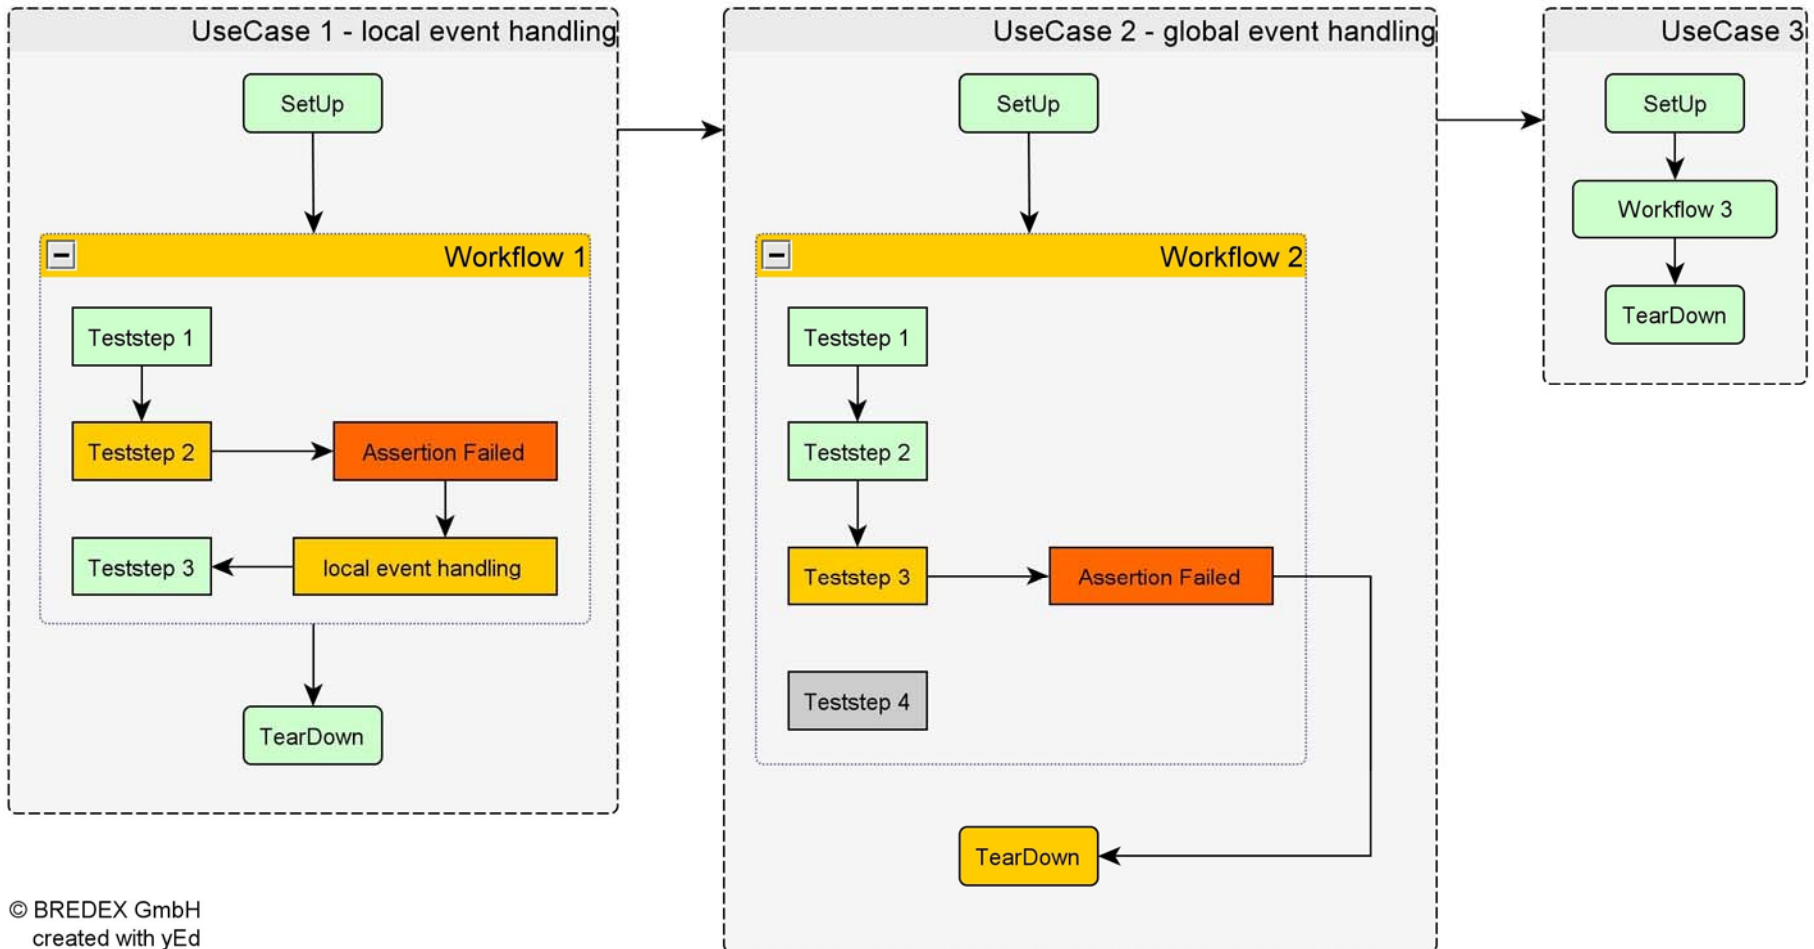 UseCase 1 - local event handling
SetUp
Workflow 1
Teststep 1
Teststep 2
Assertion Failed
local event handling
Teststep 3
TearDown
UseCase 2 - global event handling
SetUp
Workflow 2
Teststep 1
Teststep 2
Teststep 3
Assertion Failed
Teststep 4
TearDown
UseCase 3
SetUp
Workflow 3
TearDown
© BREDEX GmbH
created with yEd